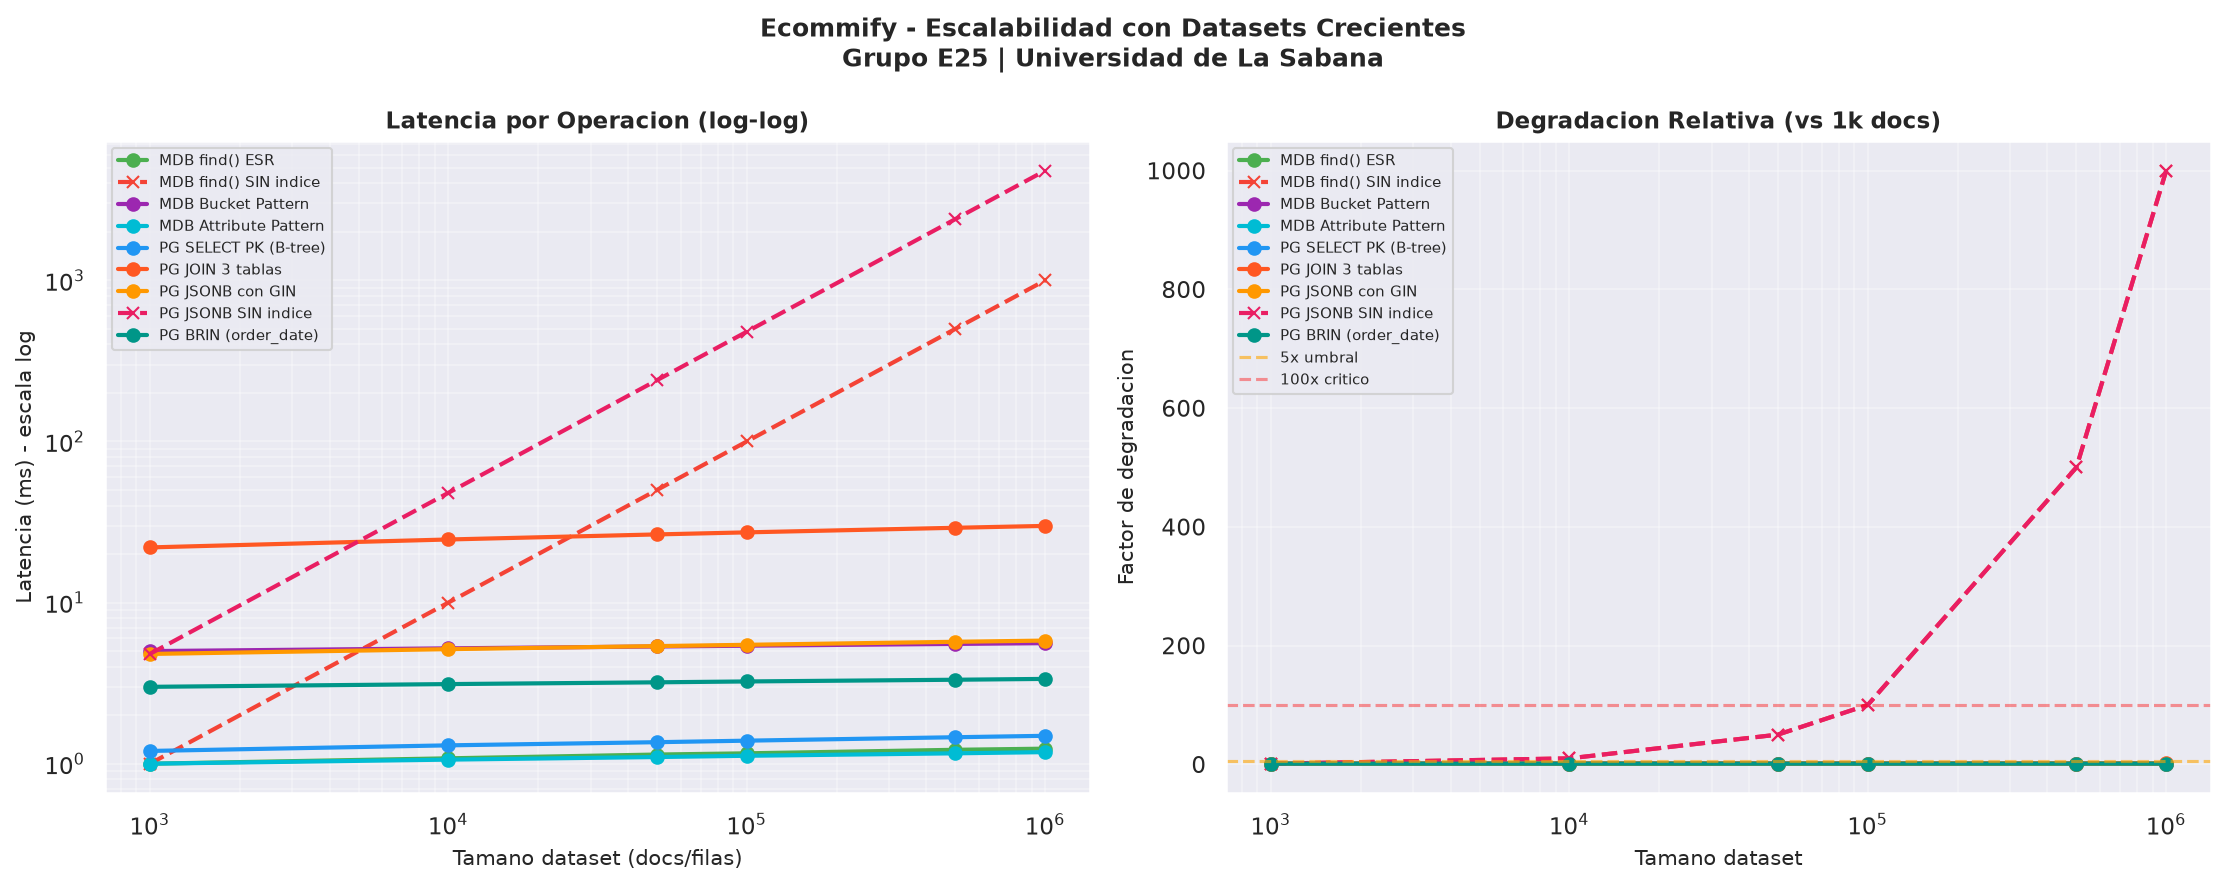 Ecommify - Escalabilidad con Datasets Crecientes
Grupo E25 | Universidad de La Sabana
Latencia por Operacion (log-log)
MDB find() ESR
MDB find() SIN indice
MDB Bucket Pattern
MDB Attribute Pattern
PG SELECT PK (B-tree)
PG JOIN 3 tablas
PG JSONB con GIN
PG JSONB SIN indice
PG BRIN (order_date)
Latencia (ms) - escala log
10³
10²
10¹
10⁰
10³
10⁴
10⁵
10⁶
Tamano dataset (docs/filas)
Degradacion Relativa (vs 1k docs)
MDB find() ESR
MDB find() SIN indice
MDB Bucket Pattern
MDB Attribute Pattern
PG SELECT PK (B-tree)
PG JOIN 3 tablas
PG JSONB con GIN
PG JSONB SIN indice
PG BRIN (order_date)
5x umbral
100x critico
Factor de degradacion
1000
800
600
400
200
0
10³
10⁴
10⁵
10⁶
Tamano dataset